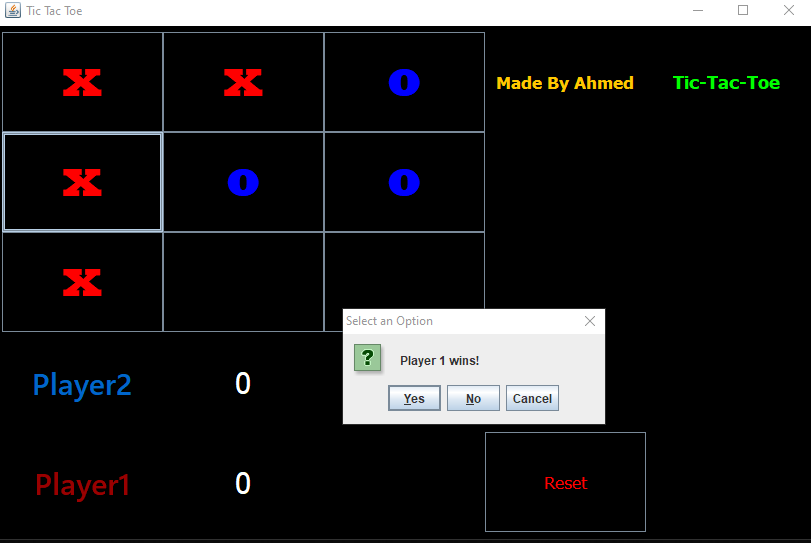 Tic Tac Toe
X X O Made By Ahmed Tic-Tac-Toe
X O O
X
Select an Option
? Player 1 wins!
Yes No Cancel
Player2 0
Player1 0 Reset